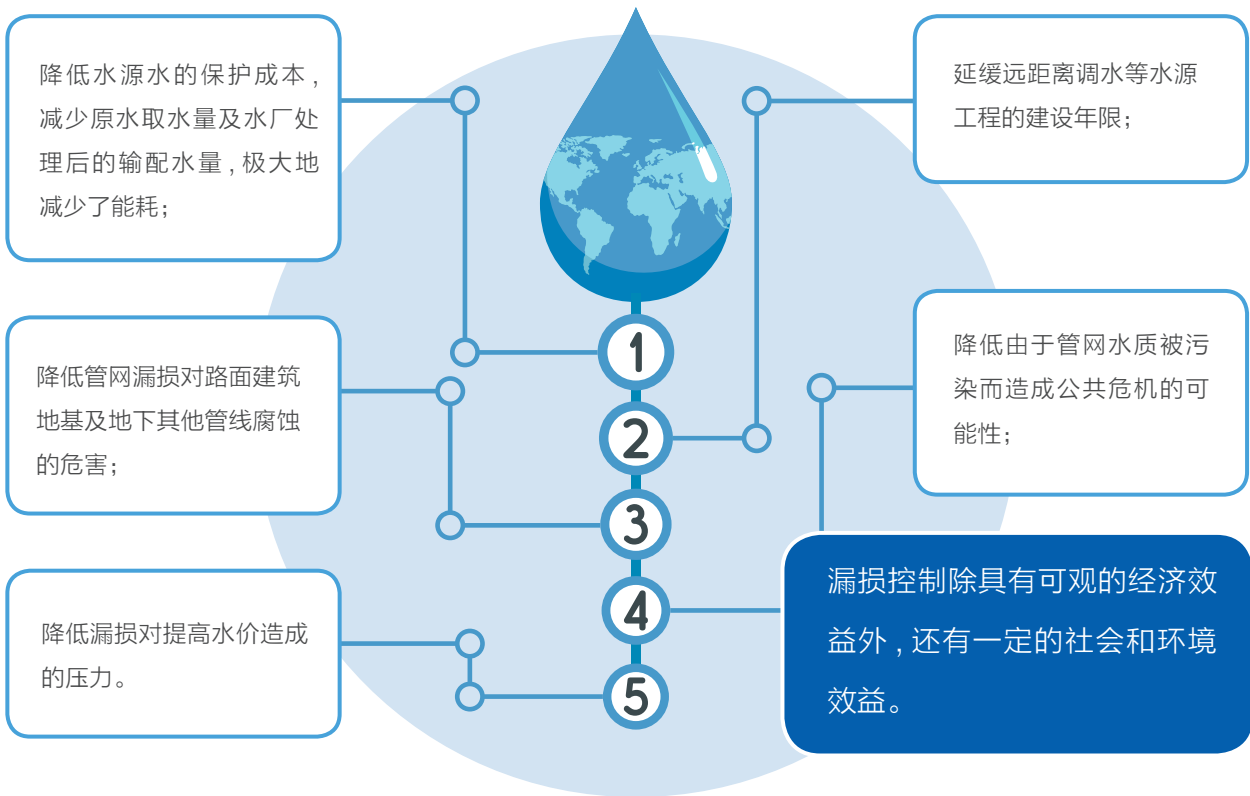 降低水源水的保护成本，
减少原水取水量及水厂处
理后的输配水量，极大地
减少了能耗；
延缓远距离调水等水源
工程的建设年限；
降低管网漏损对路面建筑
地基及地下其他管线腐蚀
的危害；
降低由于管网水质被污
染而造成公共危机的可
能性；
降低漏损对提高水价造成
的压力。
1
2
3
4
5
漏损控制除具有可观的经济效
益外，还有一定的社会和环境
效益。